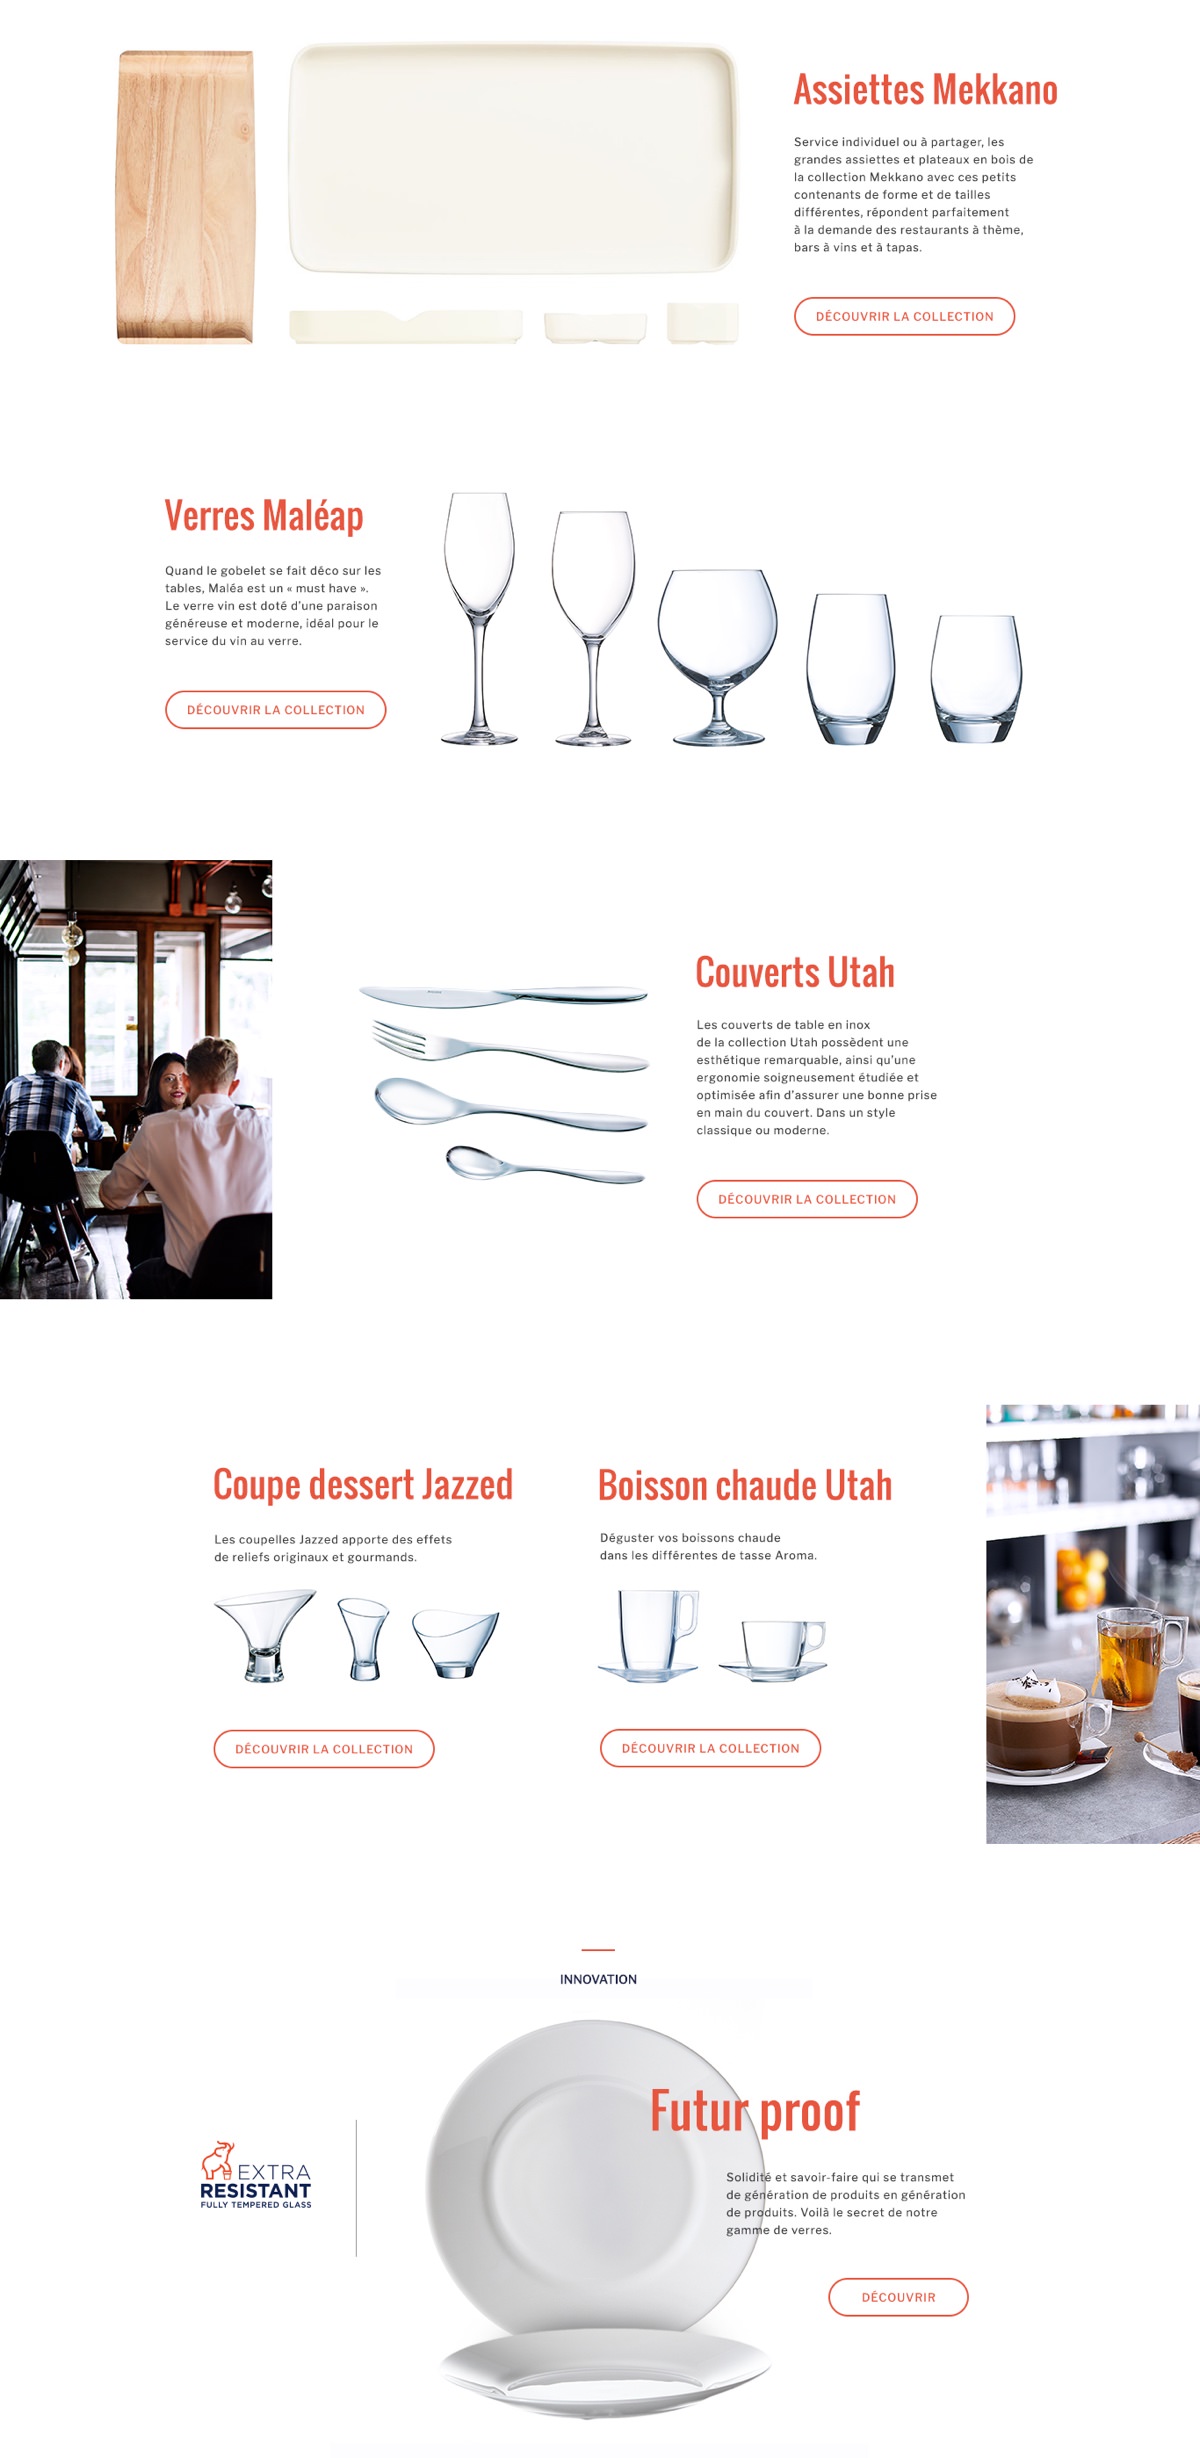 Assiettes Mekkano
Service individuel ou à partager, les
grandes assiettes et plateaux en bois de
la collection Mekkano avec ces petits
contenants de forme et de tailles
différentes, répondent parfaitement
à la demande des restaurants à thème,
bars à vins et à tapas.
DÉCOUVRIR LA COLLECTION
Verres Maléap
Quand le gobelet se fait déco sur les
tables, Maléa est un « must have ».
Le verre vin est doté d'une paraison
généreuse et moderne, idéal pour le
service du vin au verre.
DÉCOUVRIR LA COLLECTION
Couverts Utah
Les couverts de table en inox
de la collection Utah possèdent une
esthétique remarquable, ainsi qu'une
ergonomie soigneusement étudiée et
optimisée afin d'assurer une bonne prise
en main du couvert. Dans un style
classique ou moderne.
DÉCOUVRIR LA COLLECTION
Coupe dessert Jazzed
Les coupelles Jazzed apporte des effets
de reliefs originaux et gourmands.
DÉCOUVRIR LA COLLECTION
Boisson chaude Utah
Déguster vos boissons chaude
dans les différentes de tasse Aroma.
DÉCOUVRIR LA COLLECTION
INNOVATION
EXTRA
RESISTANT
FULLY TEMPERED GLASS
Futur proof
Solidité et savoir-faire qui se transmet
de génération de produits en génération
de produits. Voilà le secret de notre
gamme de verres.
DÉCOUVRIR